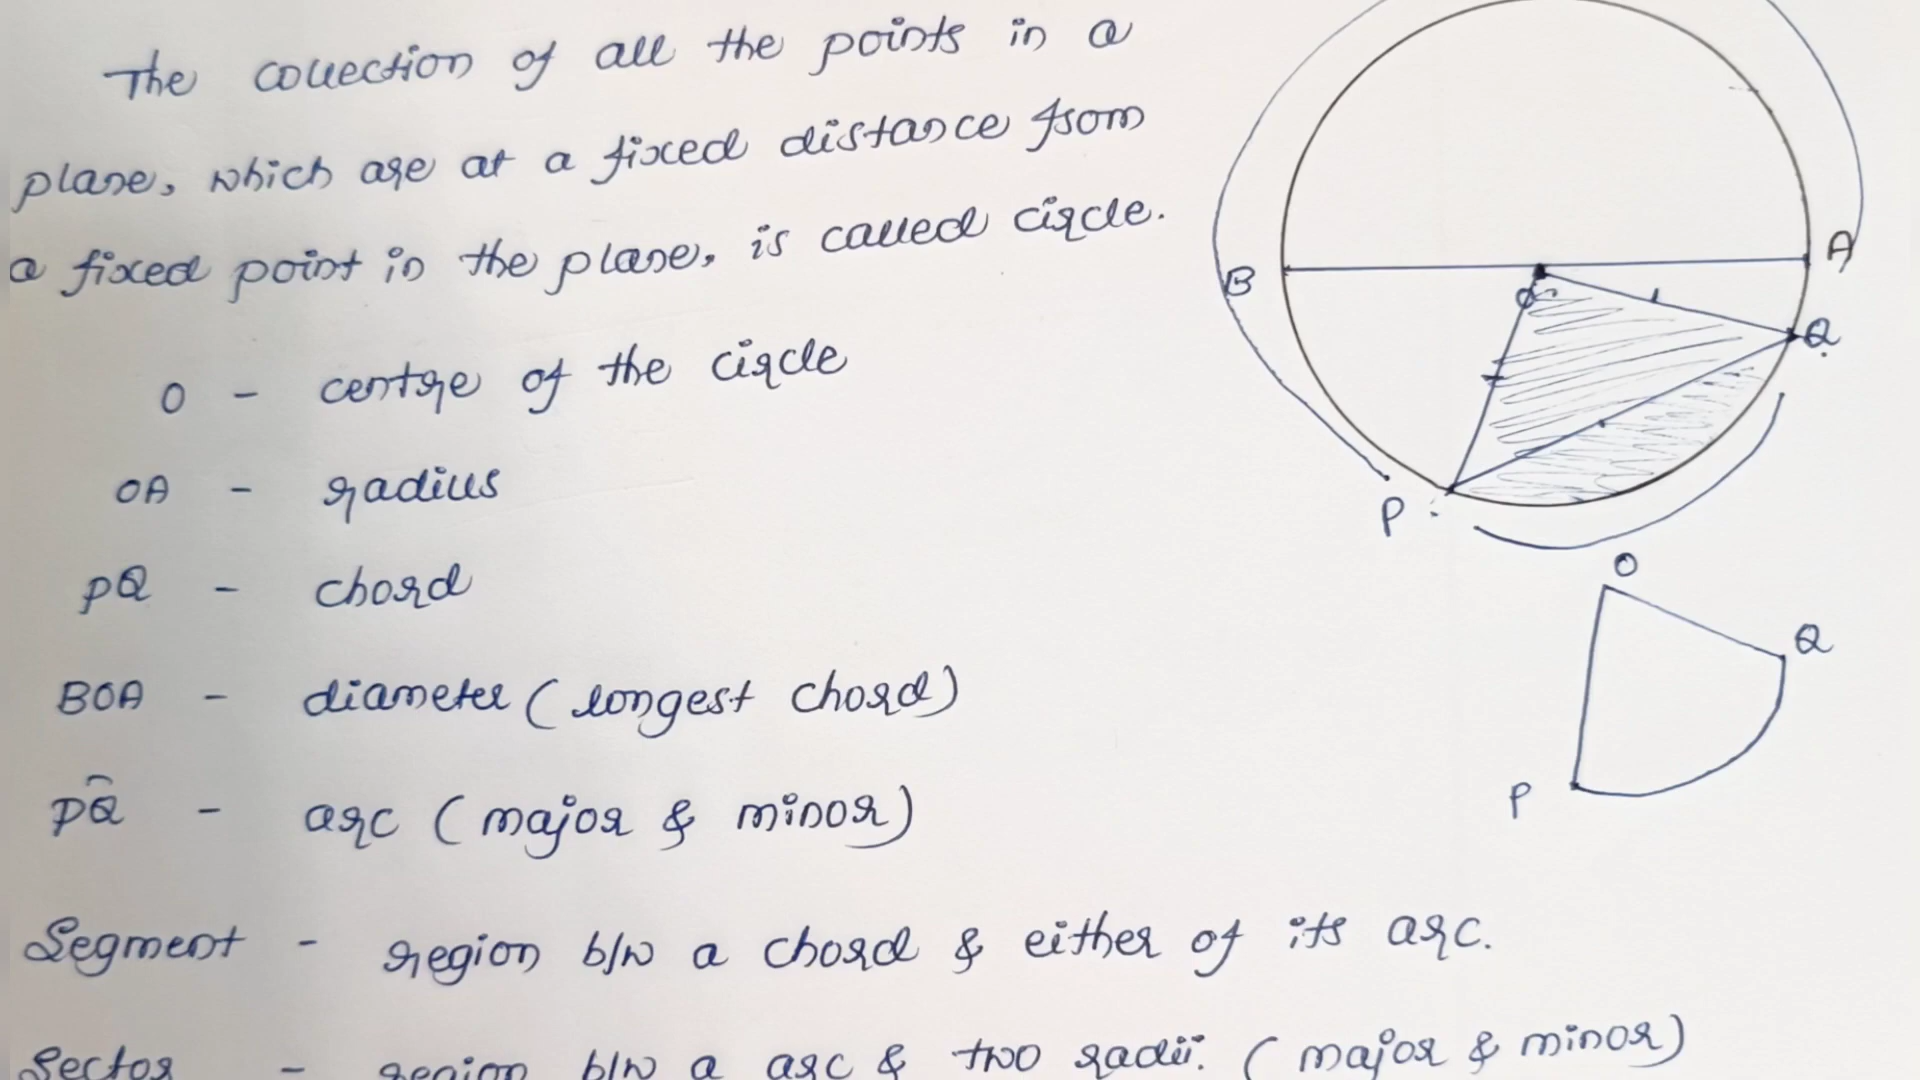 The collection of all the points in a
plane, which are at a fixed distance from
a fixed point in the plane, is called circle.
O - centre of the circle
OA - radius
PQ - chord
BOA - diameter (longest chord)
P͡Q - arc (major & minor)
Segment - region b/w a chord & either of its arc.
Sector - region b/w a arc & two radii. (major & minor)
A
B
O
Q
P
O
Q
P